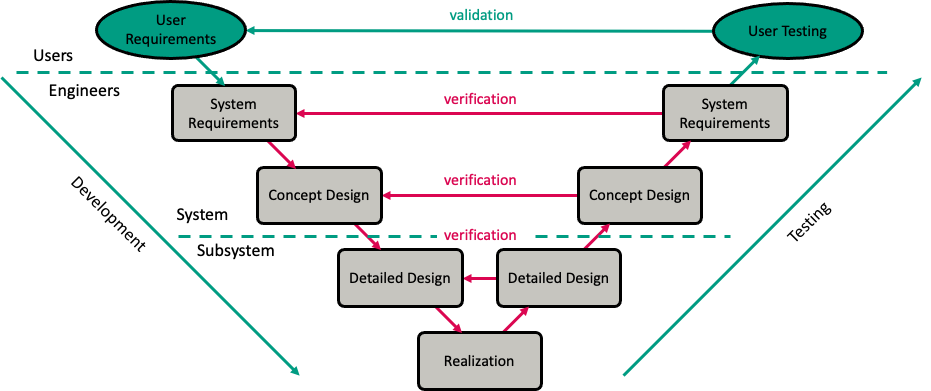 validation
User
Requirements
User Testing
Users
Engineers
System
Requirements
verification
System
Requirements
Development
Concept Design
verification
Concept Design
Testing
System
verification
Subsystem
Detailed Design
Detailed Design
Realization